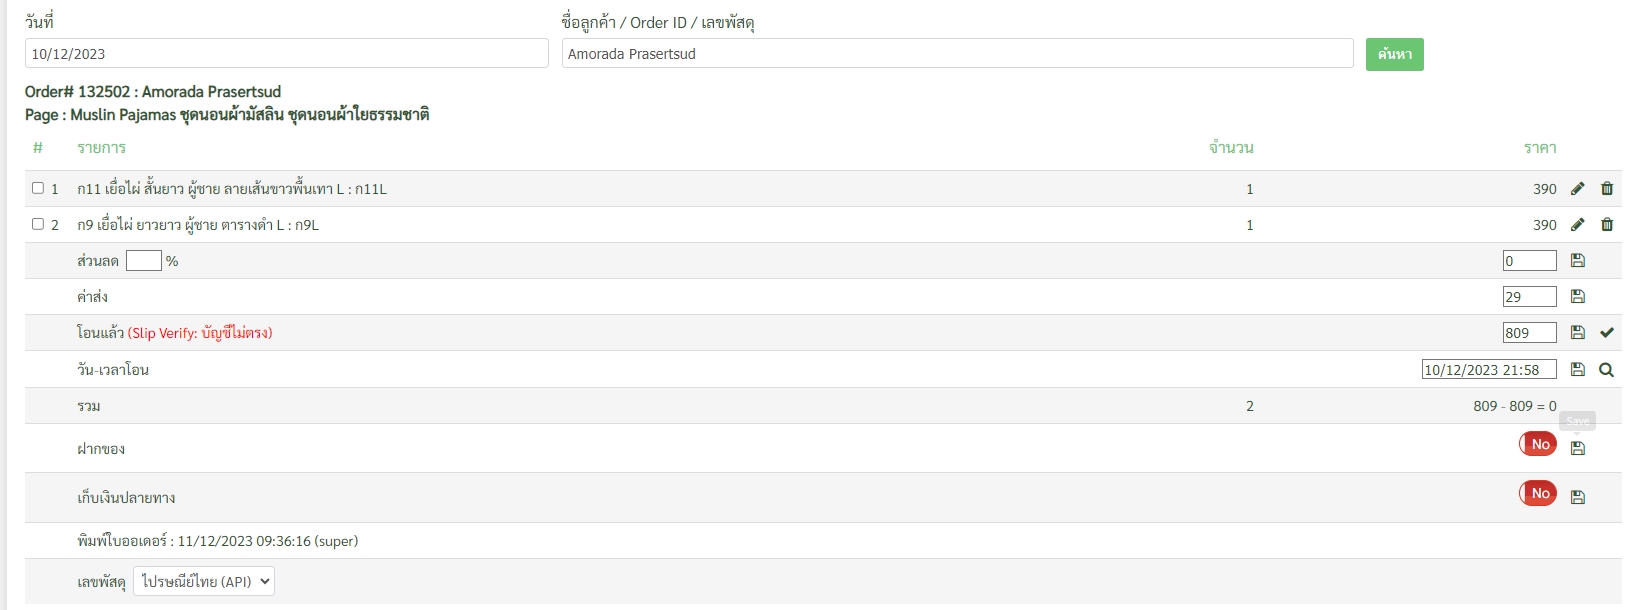 วันที่ ชื่อลูกค้า / Order ID / เลขพัสดุ
10/12/2023 Amorada Prasertsud ค้นหา
Order# 132502 : Amorada Prasertsud
Page : Muslin Pajamas ชุดนอนผ้ามัสลิน ชุดนอนผ้าใยธรรมชาติ
# รายการ จำนวน ราคา
1 ก11 เยื่อไผ่ สั้นยาว ผู้ชาย ลายเส้นขาวพื้นเทา L : ก11L 1 390
2 ก9 เยื่อไผ่ ยาวยาว ผู้ชาย ตารางดำ L : ก9L 1 390
ส่วนลด % 0
ค่าส่ง 29
โอนแล้ว (Slip Verify: บัญชีไม่ตรง) 809
วัน-เวลาโอน 10/12/2023 21:58
รวม 2 809 - 809 = 0
Save
ฝากของ No
เก็บเงินปลายทาง No
พิมพ์ใบออเดอร์ : 11/12/2023 09:36:16 (super)
เลขพัสดุ ไปรษณีย์ไทย (API)